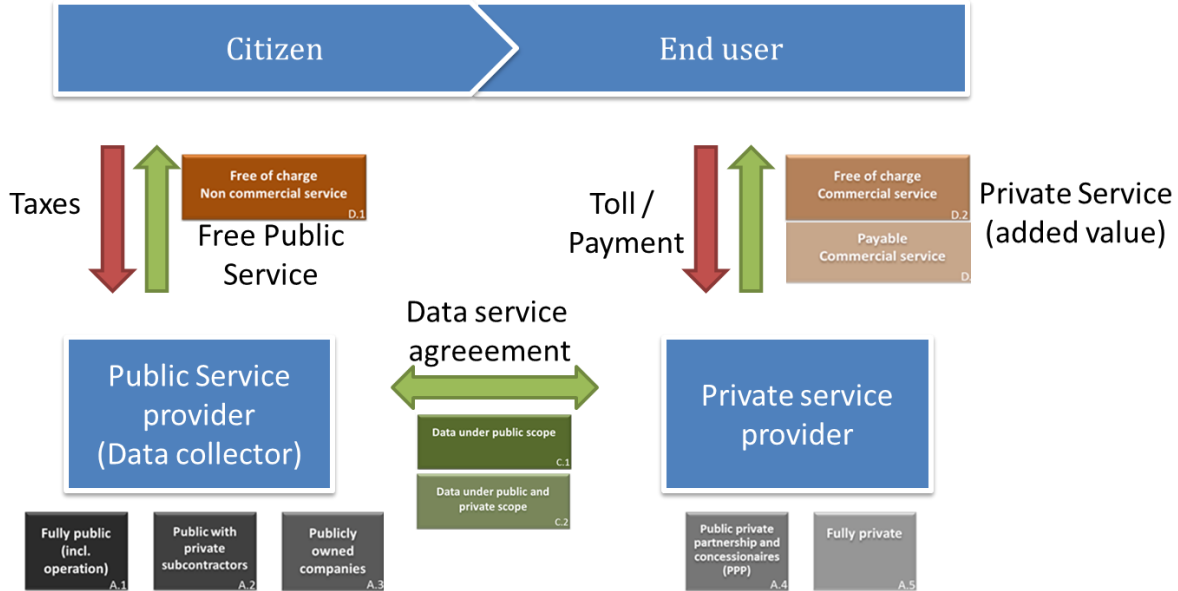 Citizen
End user
Taxes
Free of charge
Non commercial service
D.1
Free Public
Service
Toll /
Payment
Free of charge
Commercial service
D.2
Payable
Commercial service
D.
Private Service
(added value)
Data service
agreeement
Public Service
provider
(Data collector)
Private service
provider
Data under public scope
C.1
Data under public and
private scope
C.2
Fully public
(incl.
operation)
A.1
Public with
private
subcontractors
A.2
Publicly
owned
companies
A.3
Public private
partnership and
concessionaires
(PPP)
A.4
Fully private
A.5